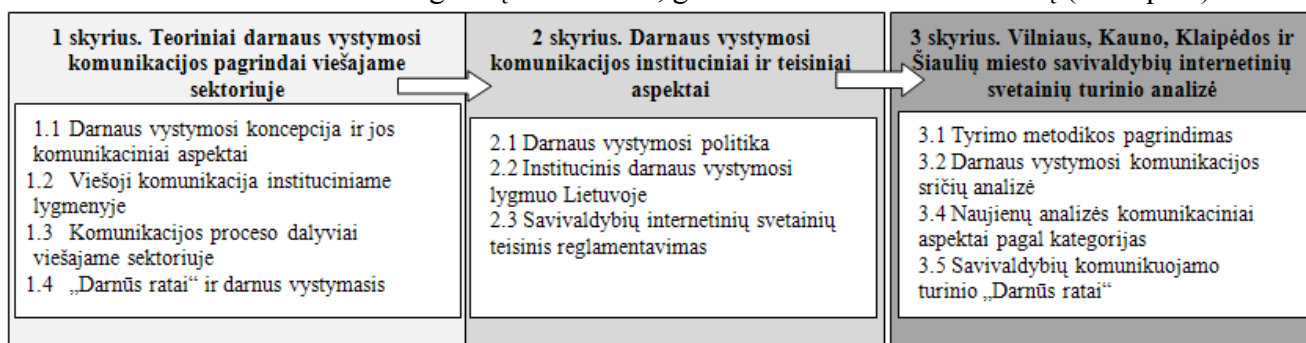 1 skyrius. Teoriniai darnaus vystymosi
komunikacijos pagrindai viešajame
sektoriuje
1.1 Darnaus vystymosi koncepcija ir jos
komunikaciniai aspektai
1.2 Viešoji komunikacija instituciniame
lygmenyje
1.3 Komunikacijos proceso dalyviai
viešajame sektoriuje
1.4 „Darnūs ratai“ ir darnus vystymasis
2 skyrius. Darnaus vystymosi
komunikacijos instituciniai ir teisiniai
aspektai
2.1 Darnaus vystymosi politika
2.2 Institucinis darnaus vystymosi
lygmuo Lietuvoje
2.3 Savivaldybių internetinių svetainių
teisinis reglamentavimas
3 skyrius. Vilniaus, Kauno, Klaipėdos ir
Šiaulių miesto savivaldybių internetinių
svetainių turinio analizė
3.1 Tyrimo metodikos pagrindimas
3.2 Darnaus vystymosi komunikacijos
sričių analizė
3.4 Naujienų analizės komunikaciniai
aspektai pagal kategorijas
3.5 Savivaldybių komunikuojamo
turinio „Darnūs ratai“